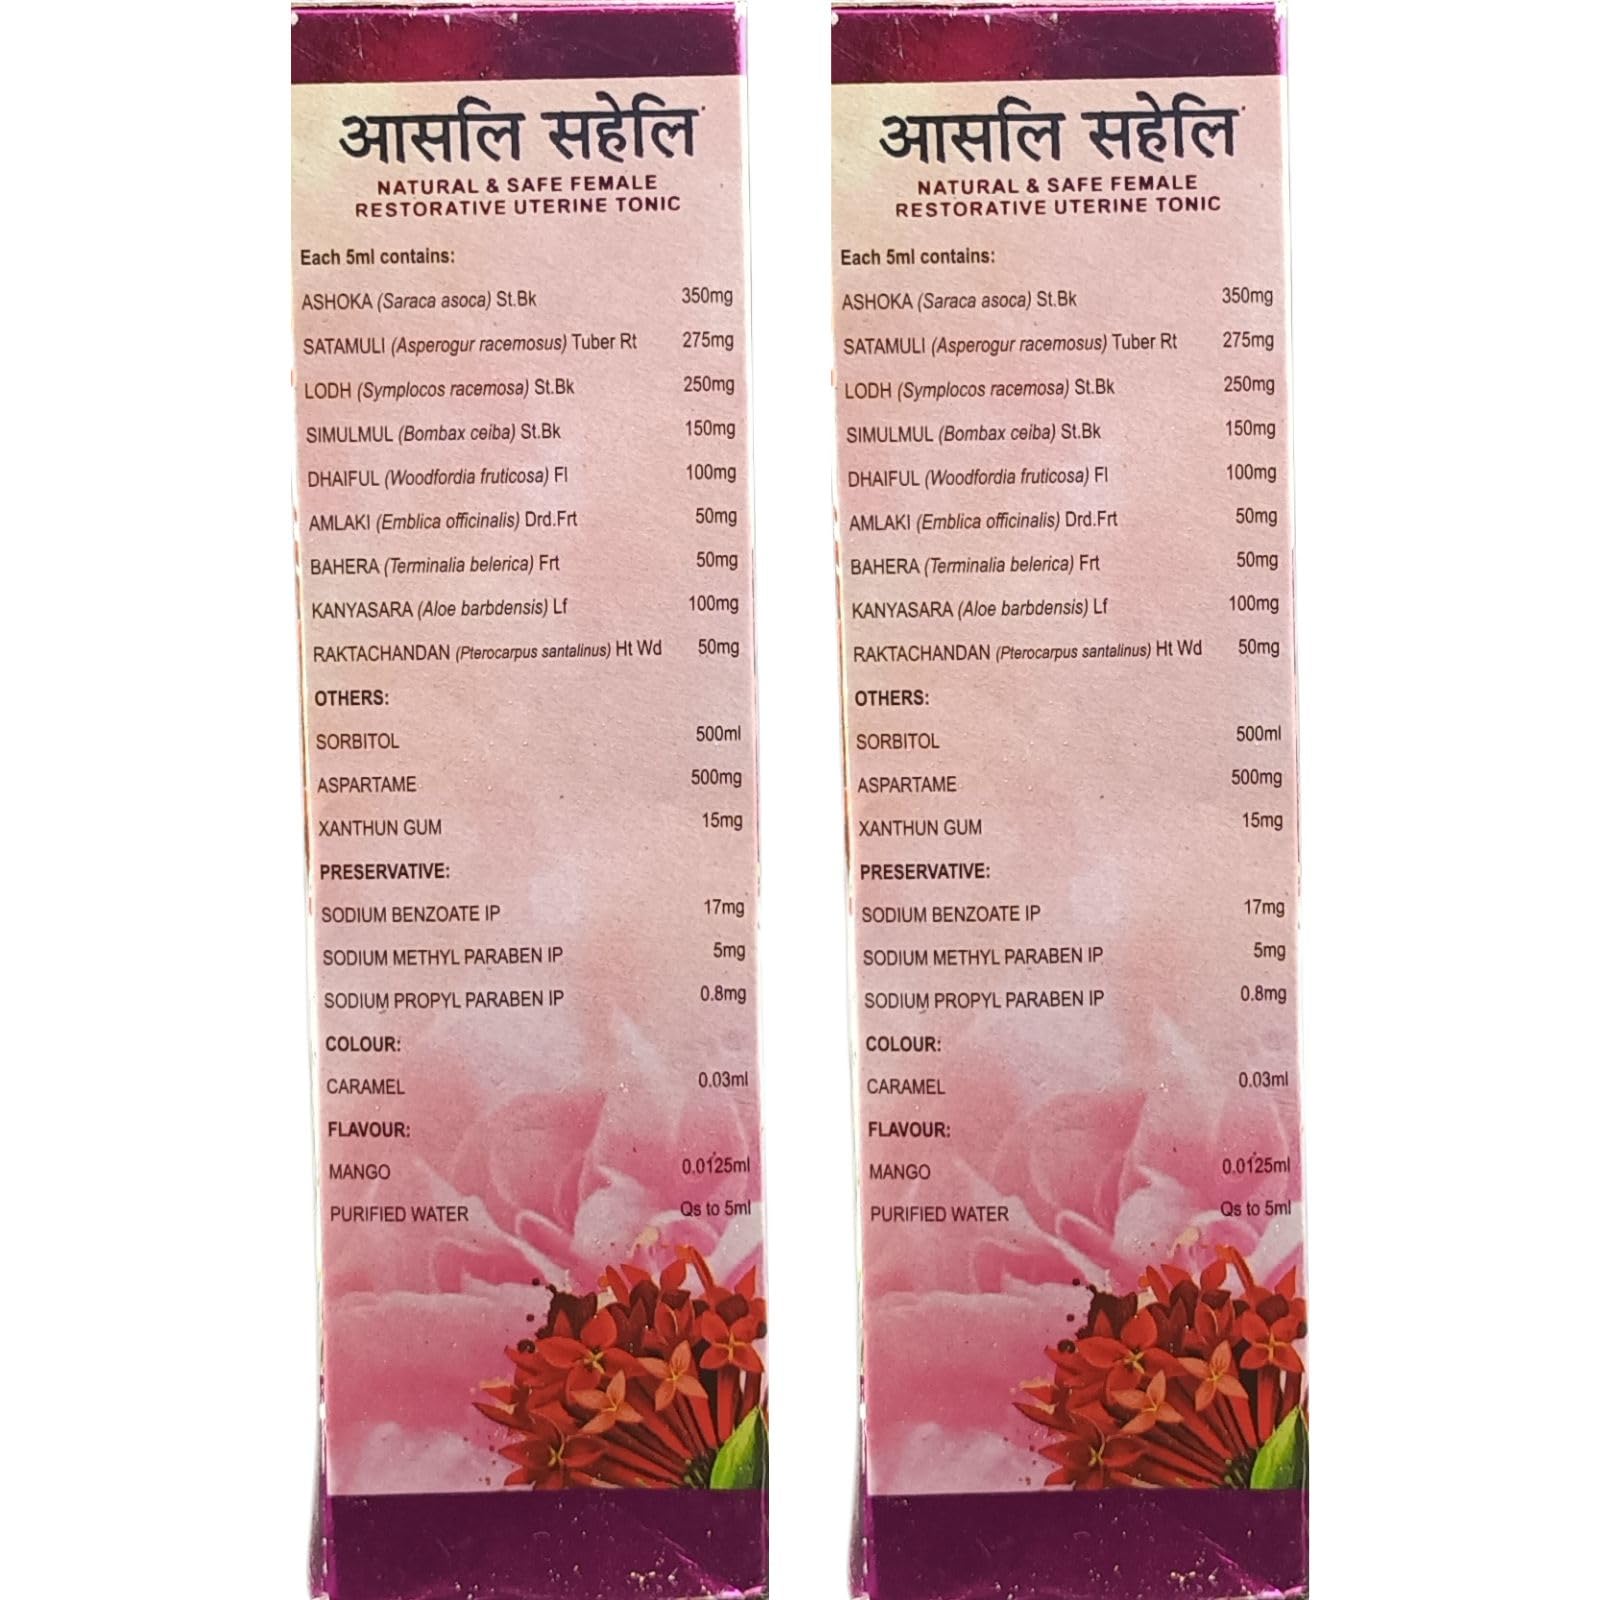 आसलि सहेलि
NATURAL & SAFE FEMALE
RESTORATIVE UTERINE TONIC
Each 5ml contains:
ASHOKA (Saraca asoca) St.Bk 350mg
SATAMULI (Asperogur racemosus) Tuber Rt 275mg
LODH (Symplocos racemosa) St.Bk 250mg
SIMULMUL (Bombax ceiba) St.Bk 150mg
DHAIFUL (Woodfordia fruticosa) Fl 100mg
AMLAKI (Emblica officinalis) Drd.Frt 50mg
BAHERA (Terminalia belerica) Frt 50mg
KANYASARA (Aloe barbdensis) Lf 100mg
RAKTACHANDAN (Pterocarpus santalinus) Ht Wd 50mg
OTHERS:
SORBITOL 500ml
ASPARTAME 500mg
XANTHUN GUM 15mg
PRESERVATIVE:
SODIUM BENZOATE IP 17mg
SODIUM METHYL PARABEN IP 5mg
SODIUM PROPYL PARABEN IP 0.8mg
COLOUR:
CARAMEL 0.03ml
FLAVOUR:
MANGO 0.0125ml
PURIFIED WATER Qs to 5ml
आसलि सहेलि
NATURAL & SAFE FEMALE
RESTORATIVE UTERINE TONIC
Each 5ml contains:
ASHOKA (Saraca asoca) St.Bk 350mg
SATAMULI (Asperogur racemosus) Tuber Rt 275mg
LODH (Symplocos racemosa) St.Bk 250mg
SIMULMUL (Bombax ceiba) St.Bk 150mg
DHAIFUL (Woodfordia fruticosa) Fl 100mg
AMLAKI (Emblica officinalis) Drd.Frt 50mg
BAHERA (Terminalia belerica) Frt 50mg
KANYASARA (Aloe barbdensis) Lf 100mg
RAKTACHANDAN (Pterocarpus santalinus) Ht Wd 50mg
OTHERS:
SORBITOL 500ml
ASPARTAME 500mg
XANTHUN GUM 15mg
PRESERVATIVE:
SODIUM BENZOATE IP 17mg
SODIUM METHYL PARABEN IP 5mg
SODIUM PROPYL PARABEN IP 0.8mg
COLOUR:
CARAMEL 0.03ml
FLAVOUR:
MANGO 0.0125ml
PURIFIED WATER Qs to 5ml